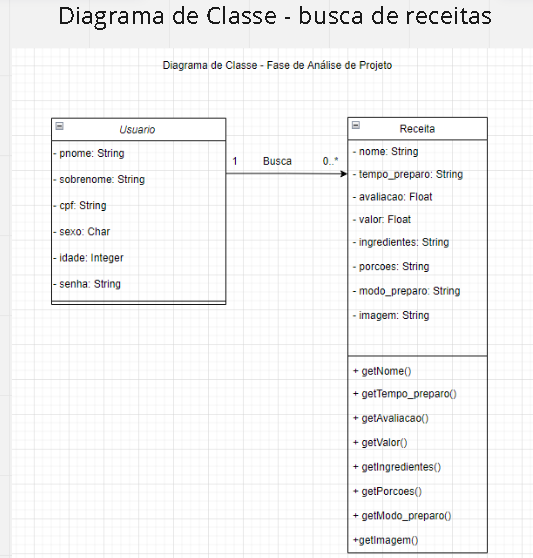 Diagrama de Classe - busca de receitas
Diagrama de Classe - Fase de Análise de Projeto
Usuario
- pnome: String
- sobrenome: String
- cpf: String
- sexo: Char
- idade: Integer
- senha: String
1 Busca 0..*
Receita
- nome: String
- tempo_preparo: String
- avaliacao: Float
- valor: Float
- ingredientes: String
- porcoes: String
- modo_preparo: String
- imagem: String
+ getNome()
+ getTempo_preparo()
+ getAvaliacao()
+ getValor()
+ getIngredientes()
+ getPorcoes()
+ getModo_preparo()
+getImagem()